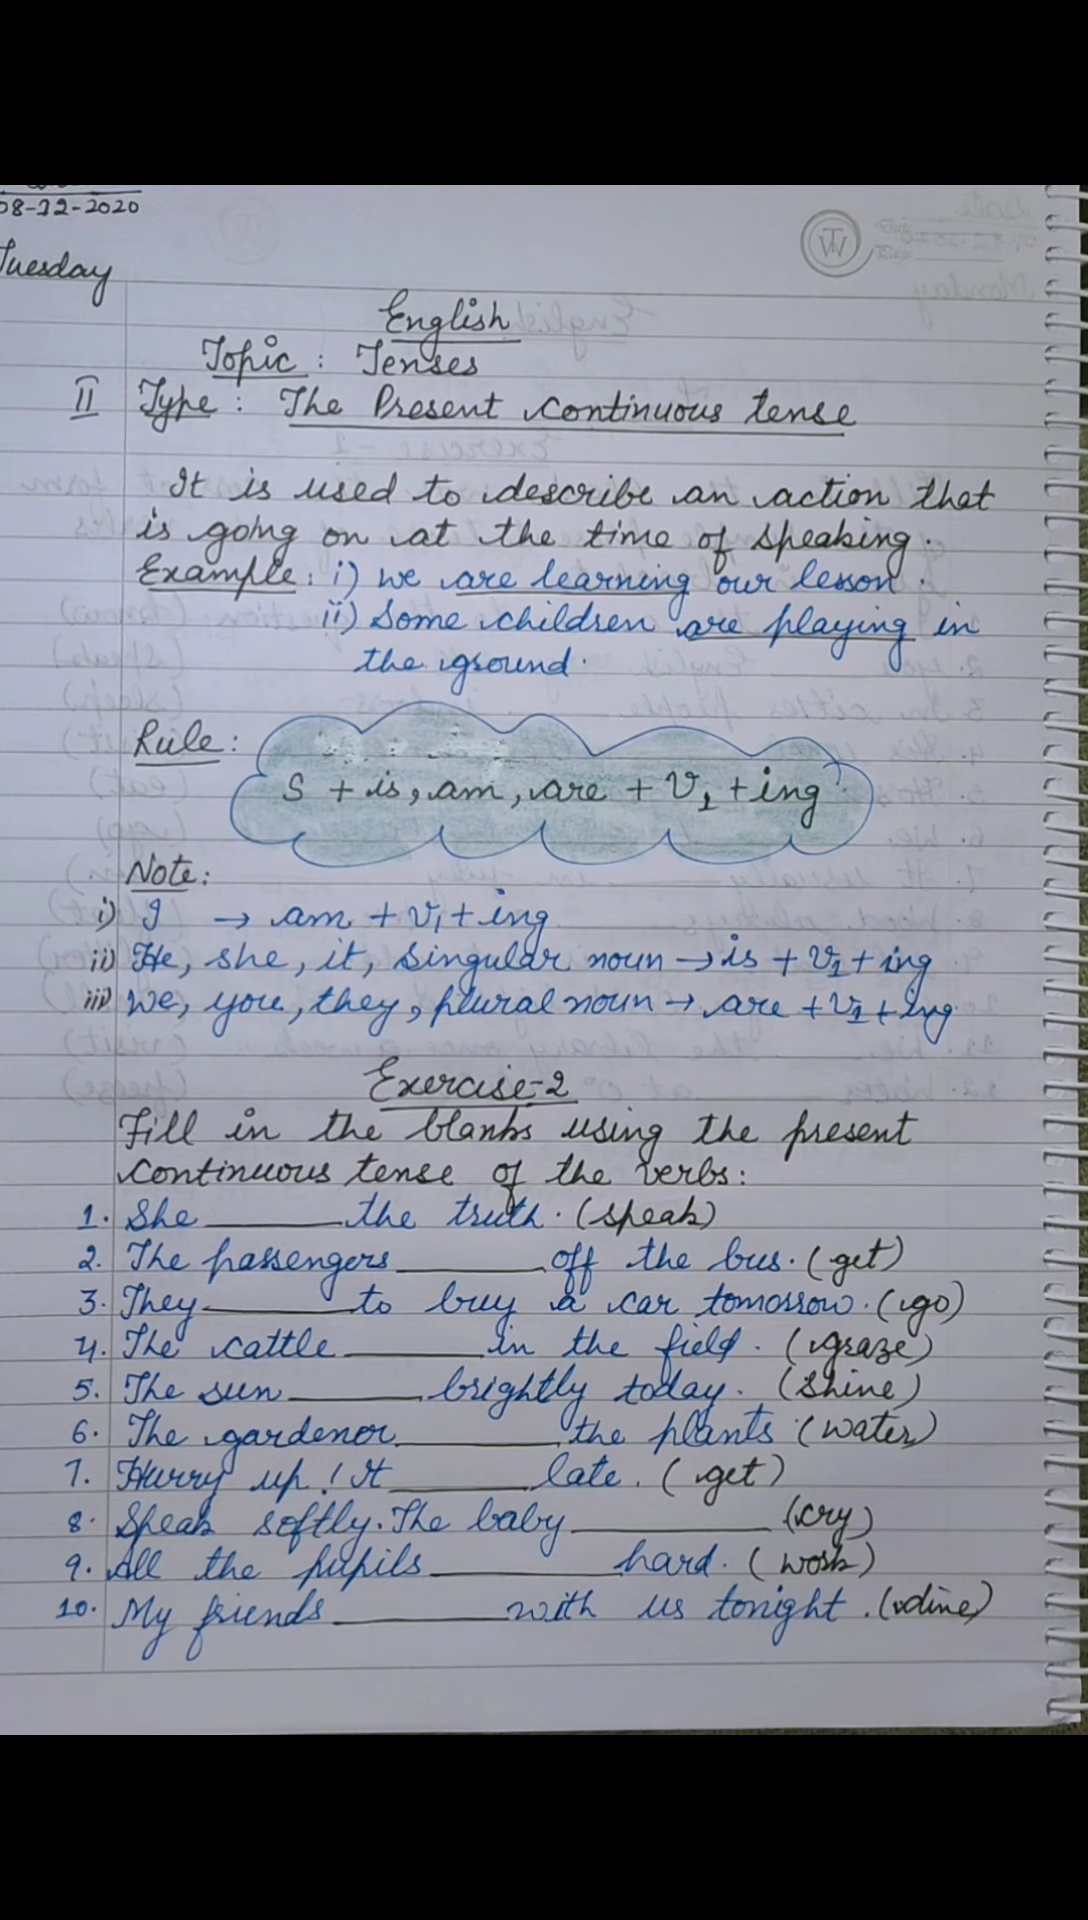 08-12-2020
Tuesday
English
Topic : Tenses
II Type : The Present continuous tense
It is used to describe an action that
is going on at the time of speaking.
Example: i) we are learning our lesson.
ii) Some children are playing in
the ground.
Rule:
S + is, am, are + V1 + ing
Note:
i) I → am + V1 + ing
ii) He, she, it, singular noun → is + V1 + ing
iii) We, you, they, plural noun → are + V1 + ing
Exercise-2
Fill in the blanks using the present
continuous tense of the verbs:
1. She ______ the truth. (speak)
2. The passengers ______ off the bus. (get)
3. They ______ to buy a car tomorrow. (go)
4. The cattle ______ in the field. (graze)
5. The sun ______ brightly today. (shine)
6. The gardenor ______ the plants (water)
7. Hurry up! It ______ late. (get)
8. Speak softly. The baby ______ (cry)
9. All the pupils ______ hard. (work)
10. My friends ______ with us tonight. (dine)